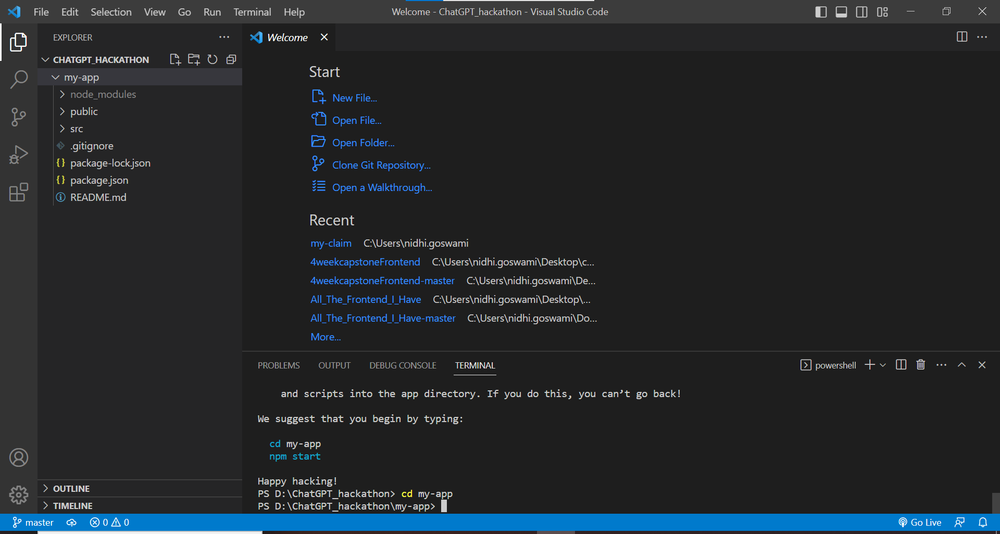 File Edit Selection View Go Run Terminal Help Welcome - ChatGPT_hackathon - Visual Studio Code
EXPLORER
Welcome
CHATGPT_HACKATHON
my-app
node_modules
public
src
.gitignore
package-lock.json
package.json
README.md
OUTLINE
TIMELINE
Start
New File...
Open File...
Open Folder...
Clone Git Repository...
Open a Walkthrough...
Recent
my-claim C:\Users\nidhi.goswami
4weekcapstoneFrontend C:\Users\nidhi.goswami\Desktop\c...
4weekcapstoneFrontend-master C:\Users\nidhi.goswami\De...
All_The_Frontend_I_Have C:\Users\nidhi.goswami\Desktop\...
All_The_Frontend_I_Have-master C:\Users\nidhi.goswami\Do...
More...
PROBLEMS OUTPUT DEBUG CONSOLE TERMINAL powershell
and scripts into the app directory. If you do this, you can’t go back!
We suggest that you begin by typing:
cd my-app
npm start
Happy hacking!
PS D:\ChatGPT_hackathon> cd my-app
PS D:\ChatGPT_hackathon\my-app>
master 0 0 Go Live